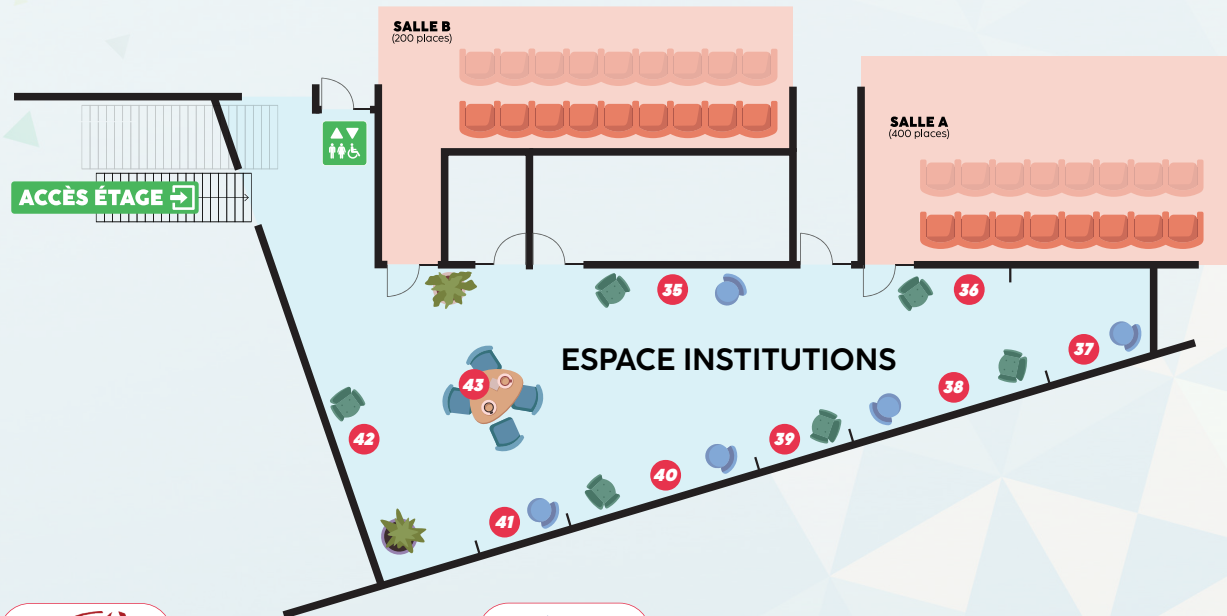 SALLE B
(200 places)
SALLE A
(400 places)
ACCÈS ÉTAGE
35
36
ESPACE INSTITUTIONS
37
38
43
42
39
40
41